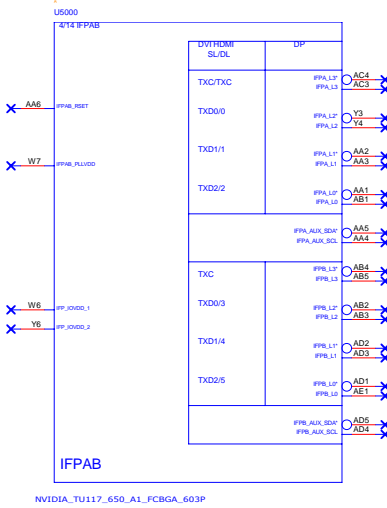 U5000
4/14 IFPAB
DVI HDMI DP
SL/DL
TXC/TXC IFPA_L3* AC4
IFPA_L3 AC3
AA6 IFPAB_RSET
TXD0/0 IFPA_L2* Y3
IFPA_L2 Y4
TXD1/1 IFPA_L1* AA2
W7 IFPAB_PLLVDD IFPA_L1 AA3
TXD2/2 IFPA_L0* AA1
IFPA_L0 AB1
IFPA_AUX_SDA* AA5
IFPA_AUX_SCL AA4
TXC IFPB_L3* AB4
IFPB_L3 AB5
W6 IFP_IOVDD_1 TXD0/3 IFPB_L2* AB2
IFPB_L2 AB3
Y6 IFP_IOVDD_2
TXD1/4 IFPB_L1* AD2
IFPB_L1 AD3
TXD2/5 IFPB_L0* AD1
IFPB_L0 AE1
IFPB_AUX_SDA* AD5
IFPB_AUX_SCL AD4
IFPAB
NVIDIA_TU117_650_A1_FCBGA_603P